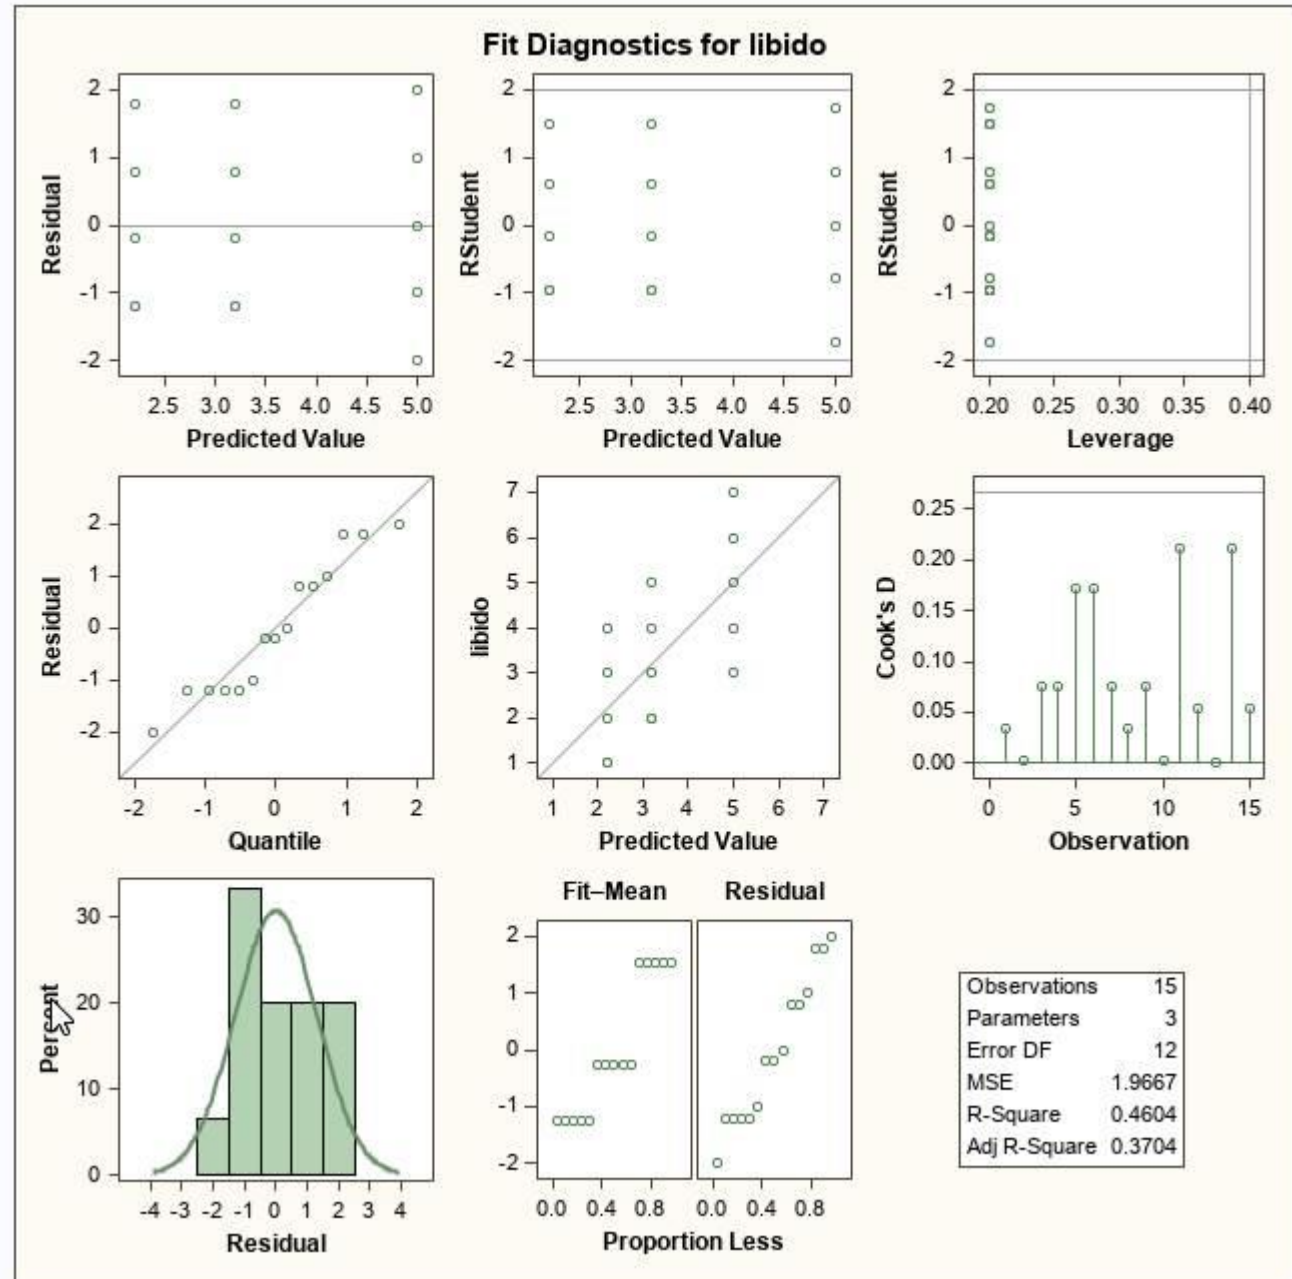 Fit Diagnostics for libido
2
1
0
-1
-2
Residual
2.5 3.0 3.5 4.0 4.5 5.0
Predicted Value
2
1
0
-1
-2
RStudent
2.5 3.0 3.5 4.0 4.5 5.0
Predicted Value
2
1
0
-1
-2
RStudent
0.20 0.25 0.30 0.35 0.40
Leverage
2
1
0
-1
-2
Residual
-2 -1 0 1 2
Quantile
7
6
5
4
3
2
1
libido
1 2 3 4 5 6 7
Predicted Value
0.25
0.20
0.15
0.10
0.05
0.00
Cook's D
0 5 10 15
Observation
30
20
10
0
Percent
-4 -3 -2 -1 0 1 2 3 4
Residual
Fit–Mean Residual
2
1
0
-1
-2
0.0 0.4 0.8 0.0 0.4 0.8
Proportion Less
Observations 15
Parameters 3
Error DF 12
MSE 1.9667
R-Square 0.4604
Adj R-Square 0.3704